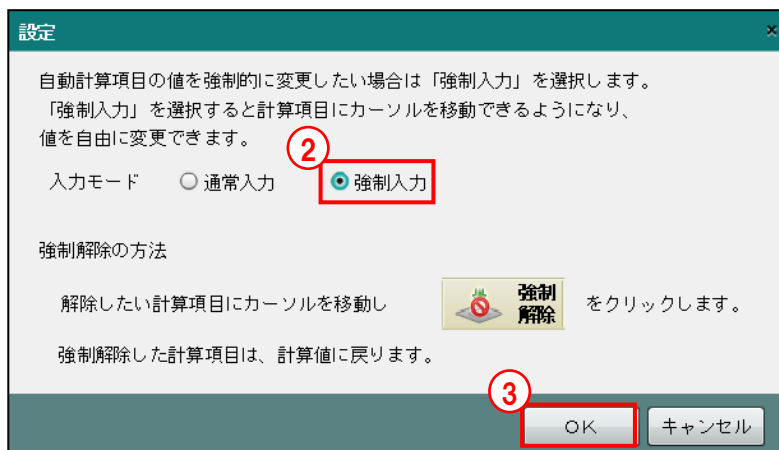 設定
×
自動計算項目の値を強制的に変更したい場合は「強制入力」を選択します。
「強制入力」を選択すると計算項目にカーソルを移動できるようになり、
値を自由に変更できます。
②
入力モード 通常入力 強制入力
強制解除の方法
解除したい計算項目にカーソルを移動し 強制解除 をクリックします。
強制解除した計算項目は、計算値に戻ります。
③
OK キャンセル